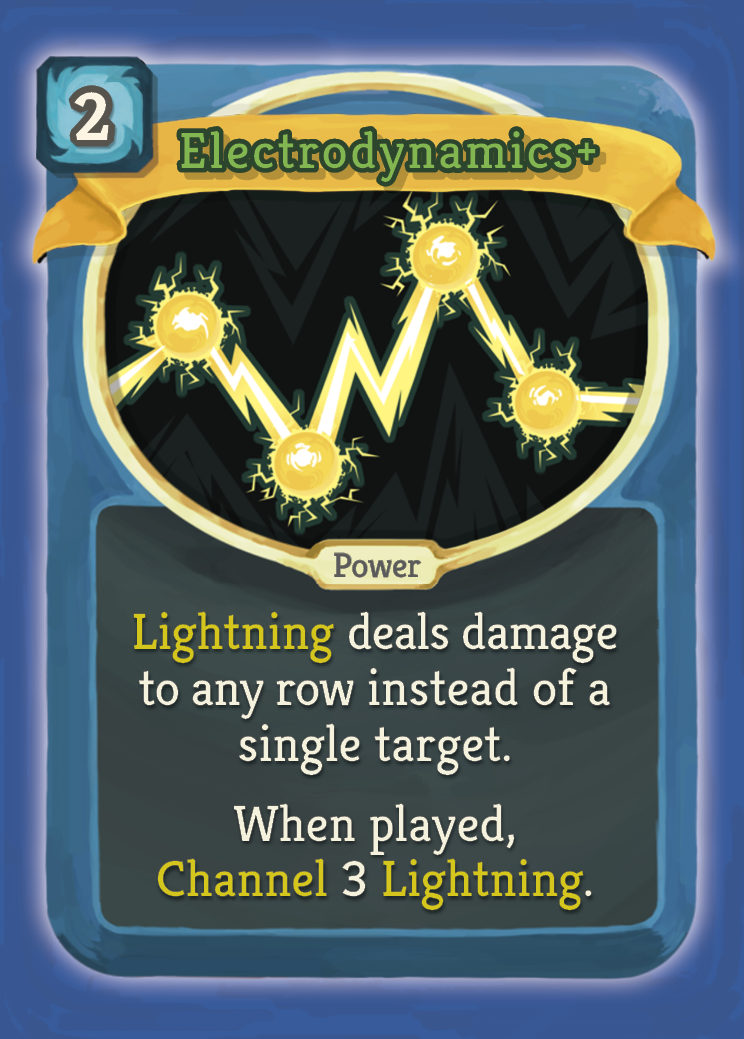 2
Electrodynamics+
Power
Lightning deals damage
to any row instead of a
single target.
When played,
Channel 3 Lightning.